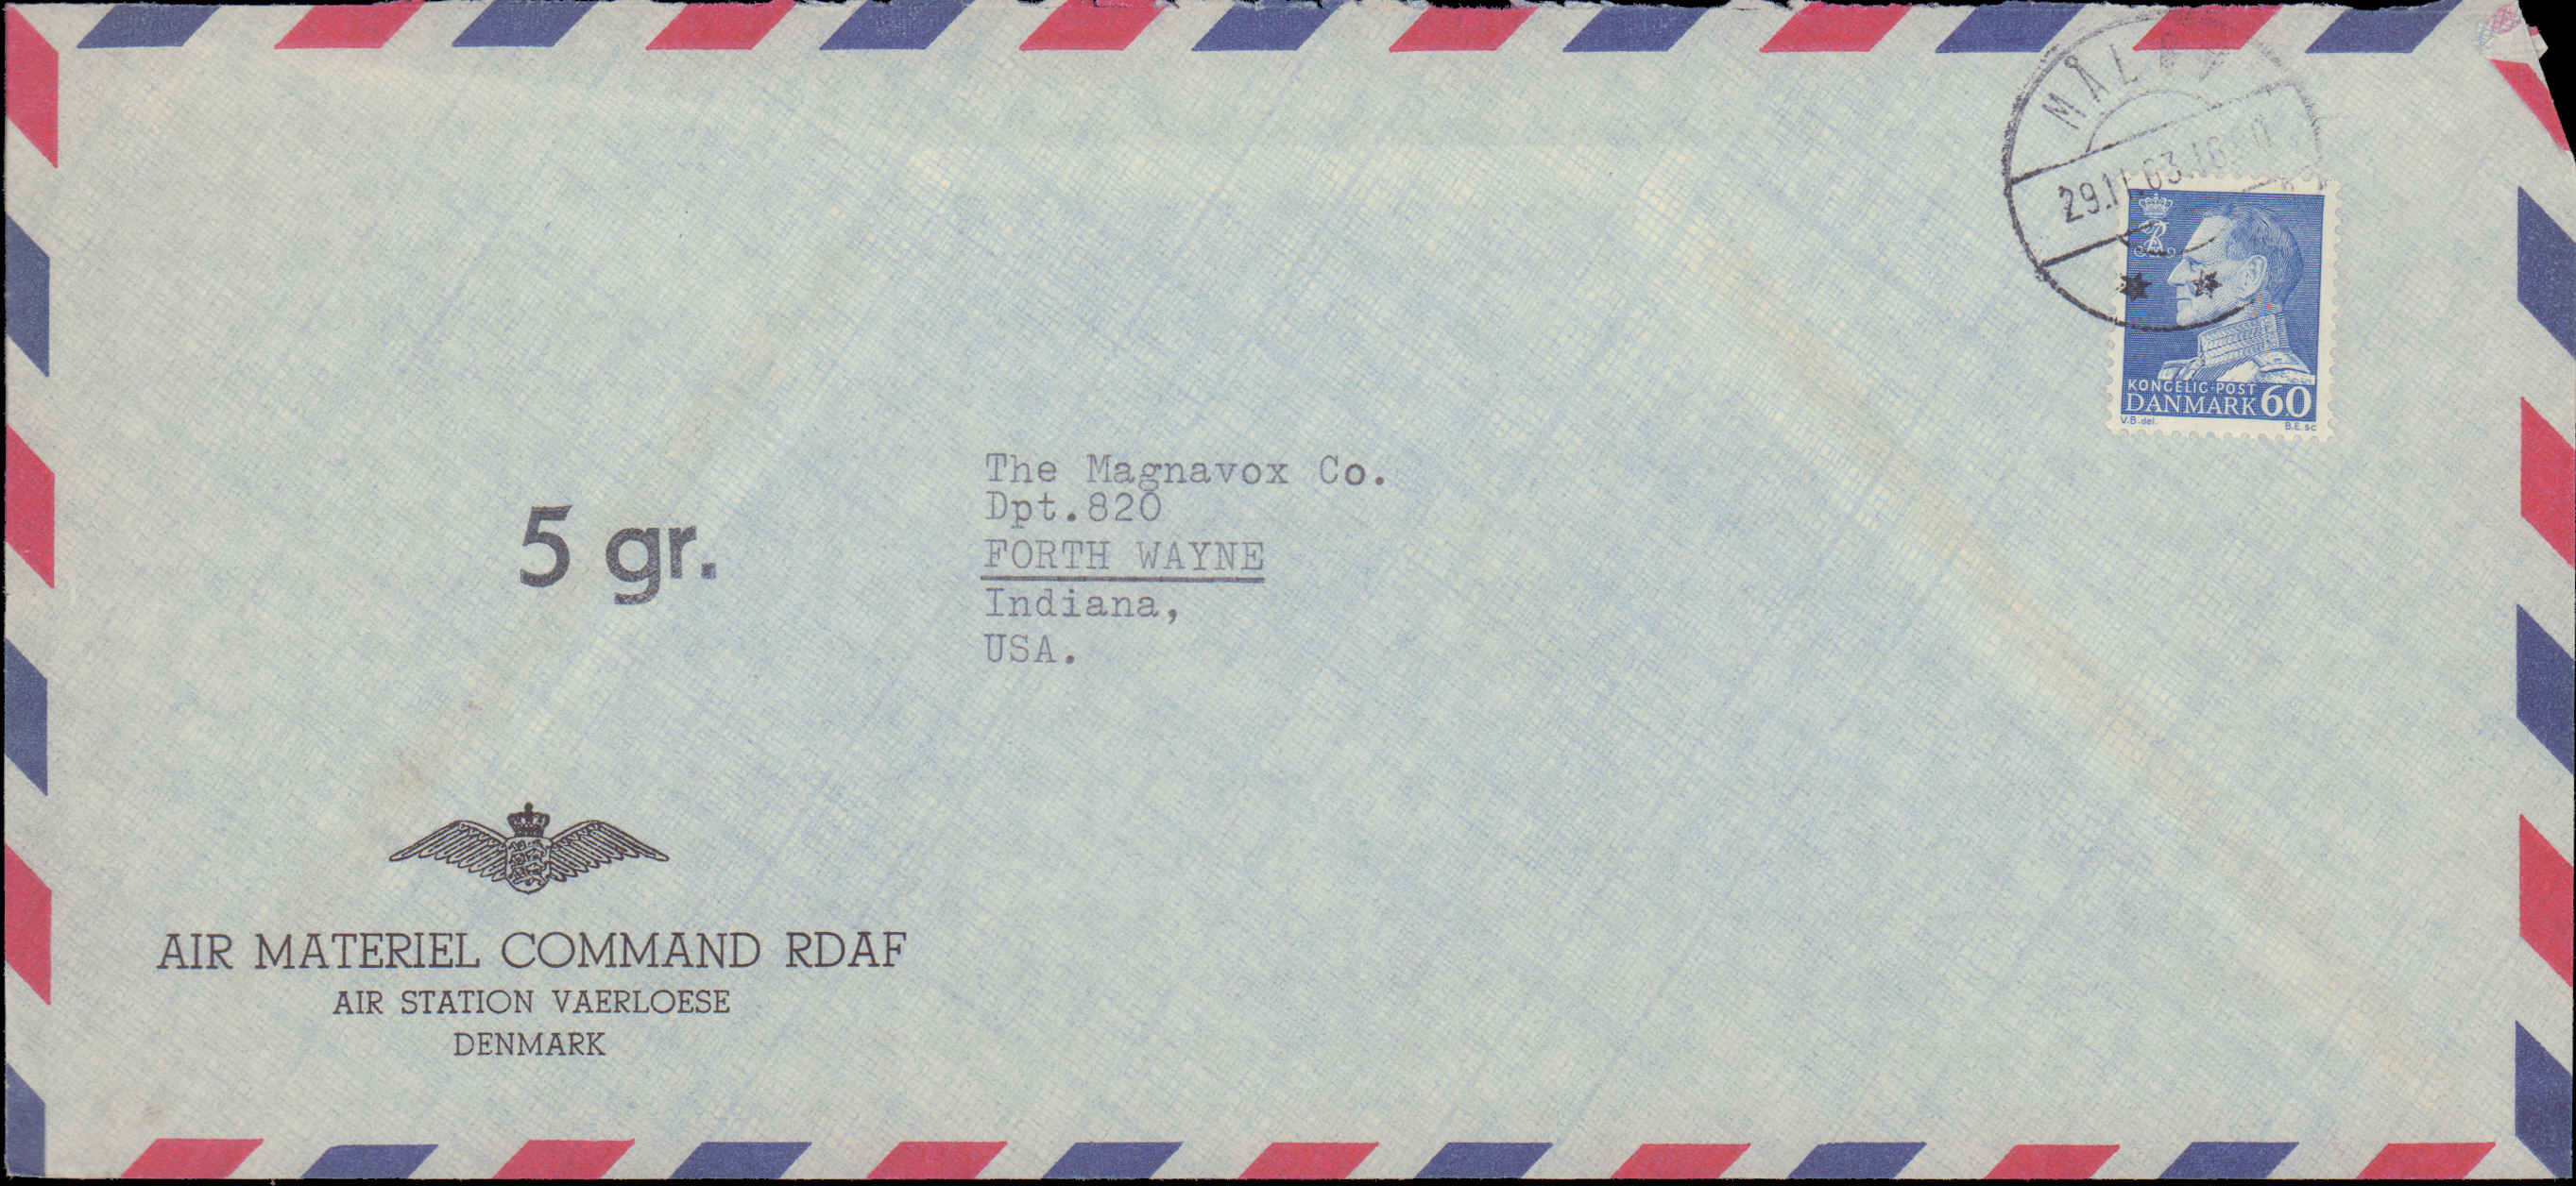 MÅLØV
29.11.63.16
KONGELIG POST
DANMARK 60
V.B. del. B.E. sc
The Magnavox Co.
Dpt.820
FORTH WAYNE
Indiana,
USA.
5 gr.
AIR MATERIEL COMMAND RDAF
AIR STATION VAERLOESE
DENMARK